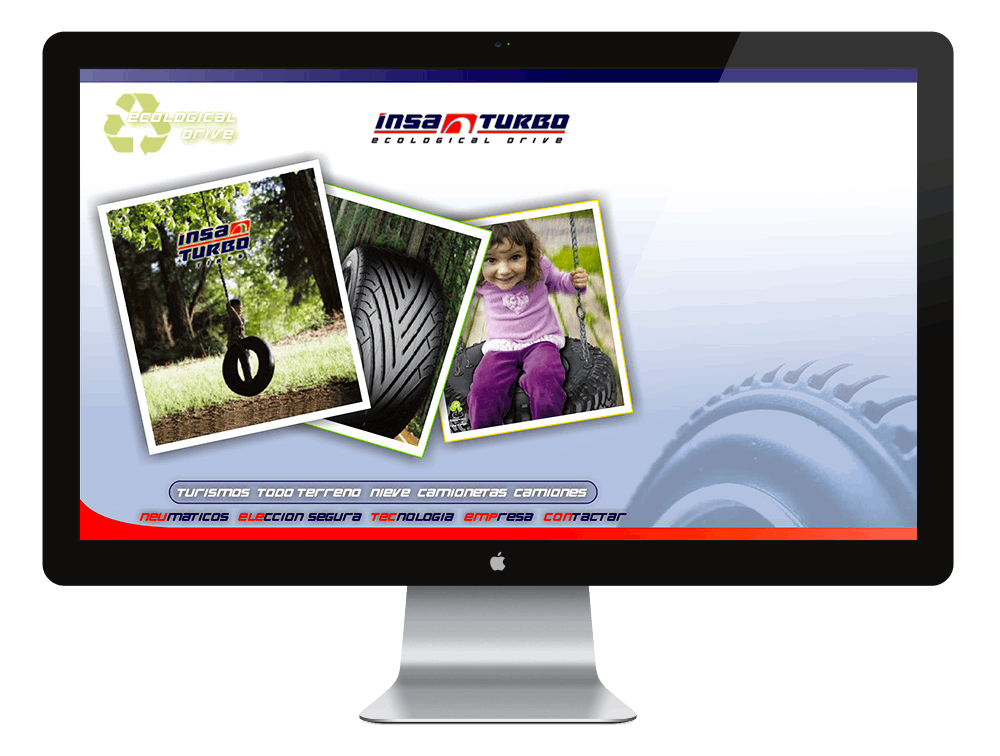 ECOLOGICAL
DRIVE
INSA TURBO
ECOLOGICAL DRIVE
INSA
TURBO
TIRES
TURISMOS TODO TERRENO NIEVE CAMIONETAS CAMIONES
NEUMATICOS ELECCION SEGURA TECNOLOGIA EMPRESA CONTACTAR